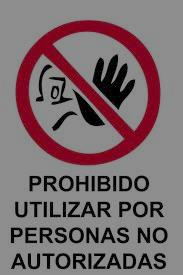 PROHIBIDO
UTILIZAR POR
PERSONAS NO
AUTORIZADAS